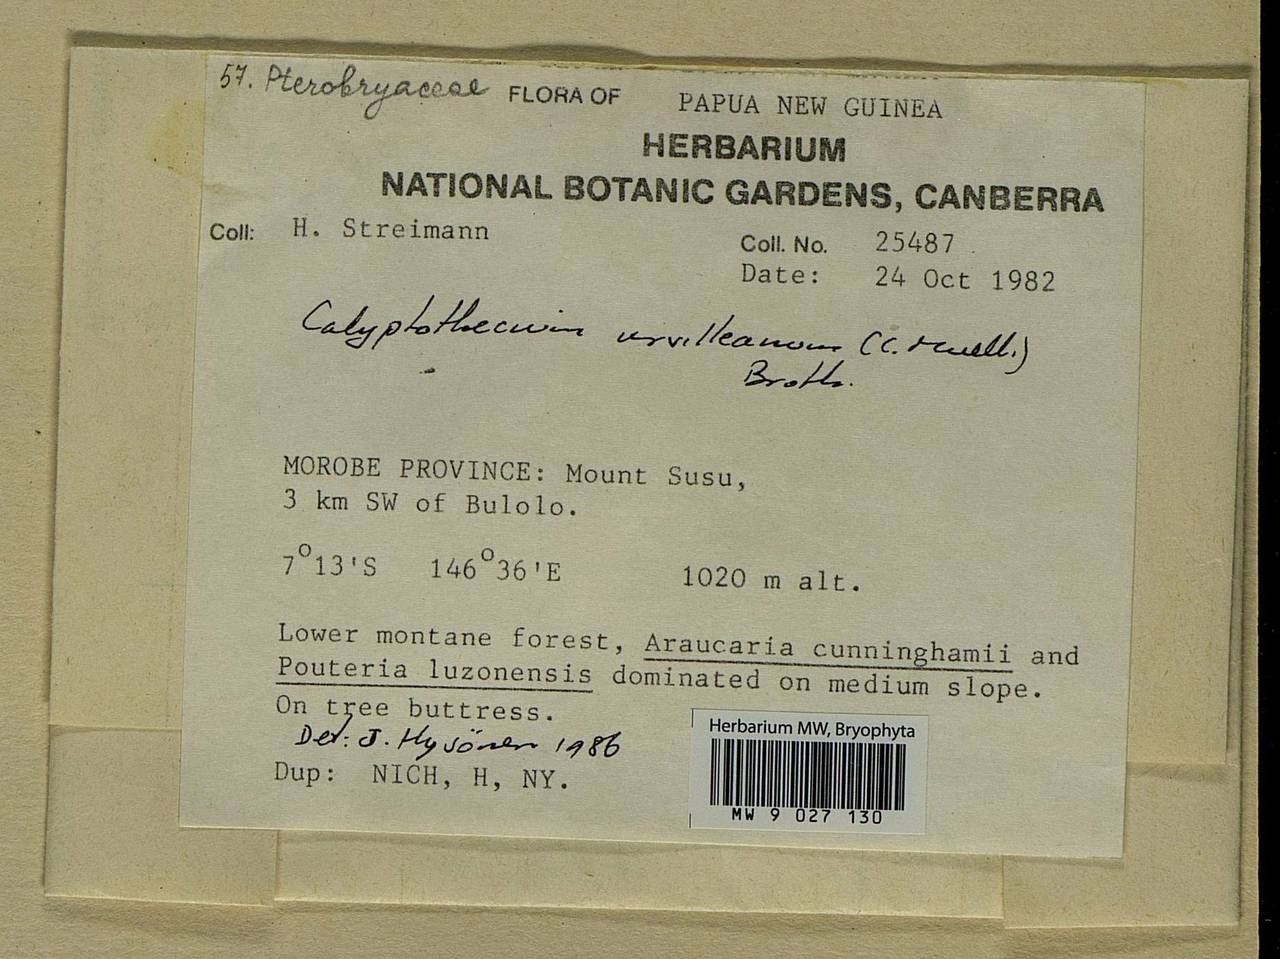 57. Pterobryaceae FLORA OF PAPUA NEW GUINEA
HERBARIUM
NATIONAL BOTANIC GARDENS, CANBERRA
Coll: H. Streimann
Coll. No. 25487
Date: 24 Oct 1982
Calyptothecium urvilleanum (C. Muell.)
Broth.
MOROBE PROVINCE: Mount Susu,
3 km SW of Bulolo.
7°13'S 146°36'E 1020 m alt.
Lower montane forest, Araucaria cunninghamii and
Pouteria luzonensis dominated on medium slope.
On tree buttress.
Det: J. Hyvönen 1986
Dup: NICH, H, NY.
Herbarium MW, Bryophyta
MW 9 027 130